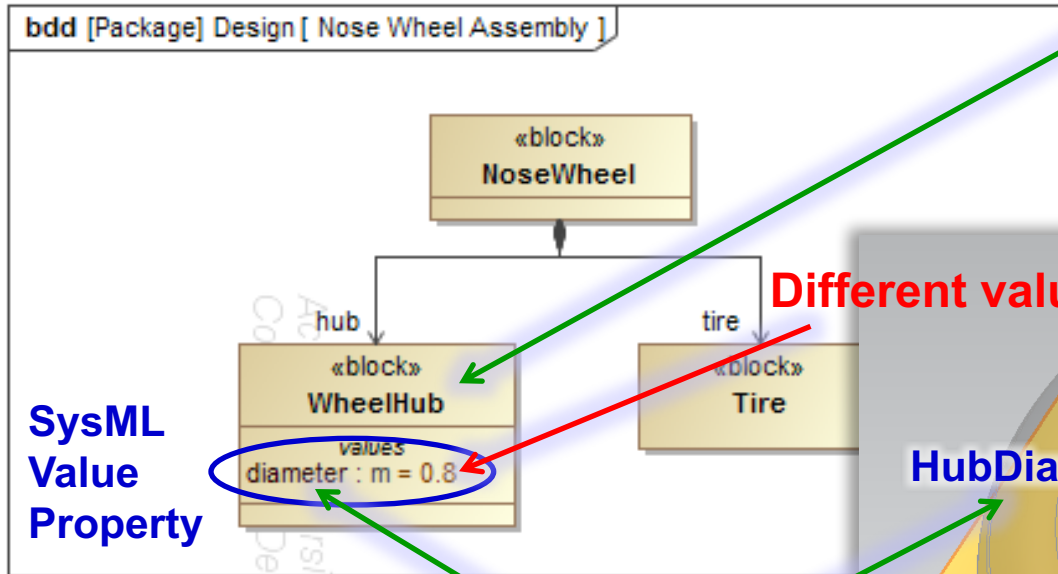 bdd [Package] Design [ Nose Wheel Assembly ]
«block»
NoseWheel
Different valu
hub
tire
«block»
WheelHub
«block»
Tire
SysML
Value
Property
values
diameter : m = 0.8
HubDia